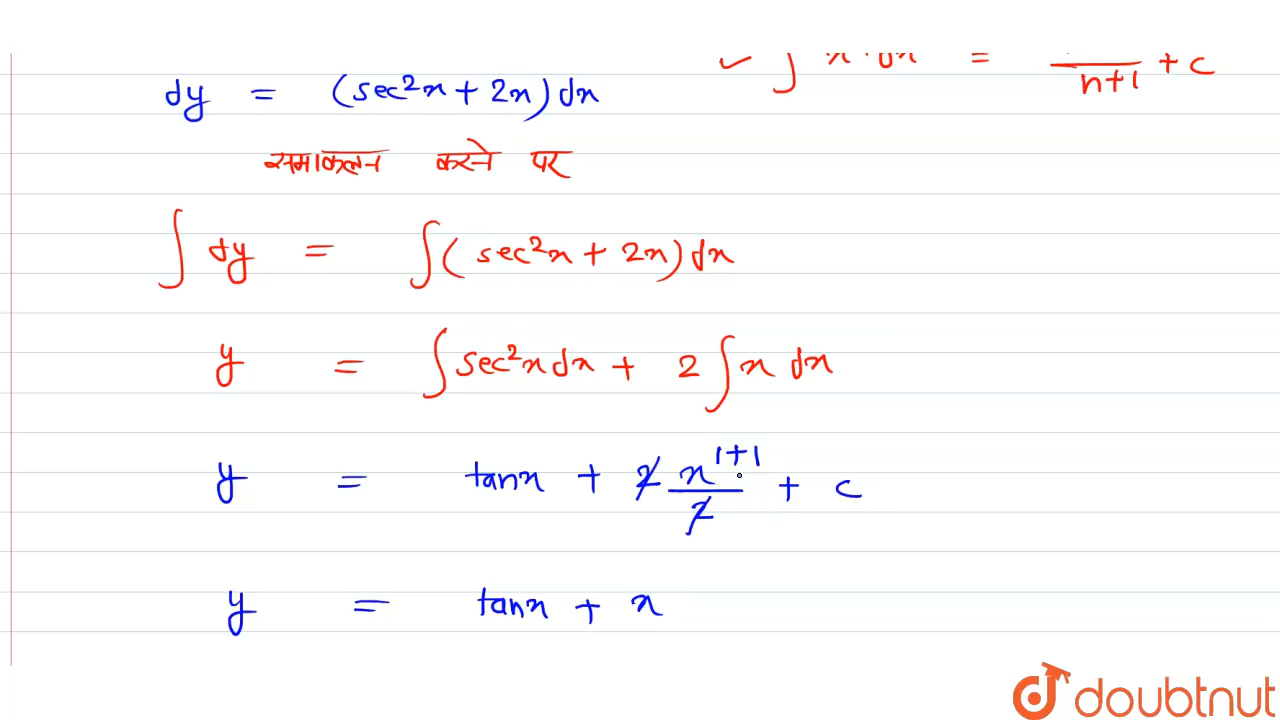 dy = (sec²x + 2x) dx
n+1 + c
समाकलन करने पर
∫ dy = ∫ (sec²x + 2x) dx
y = ∫ sec²x dx + 2 ∫ x dx
y = tanx + 2 x^(1+1)/2 + c
y = tanx + x
doubtnut